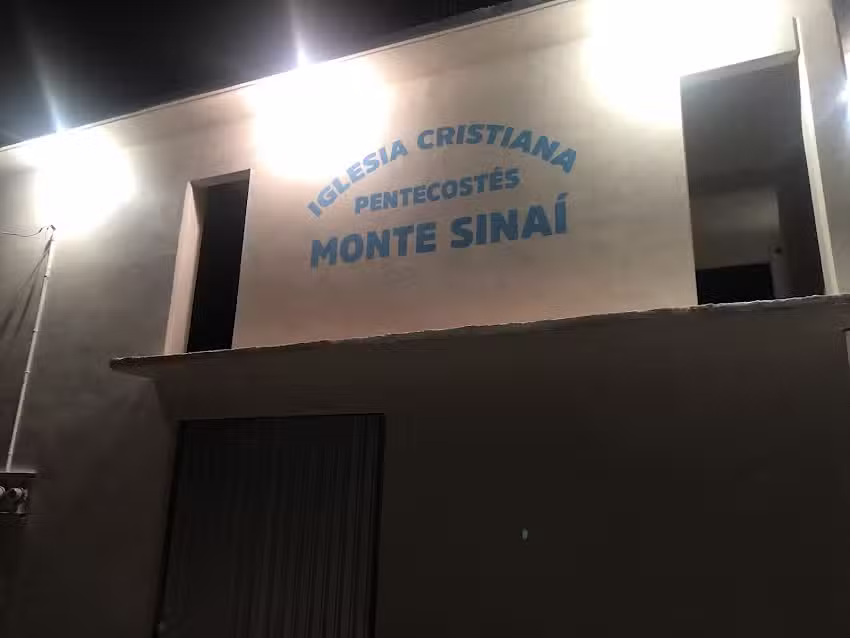 IGLESIA CRISTIANA
PENTECOSTÉS
MONTE SINAÍ